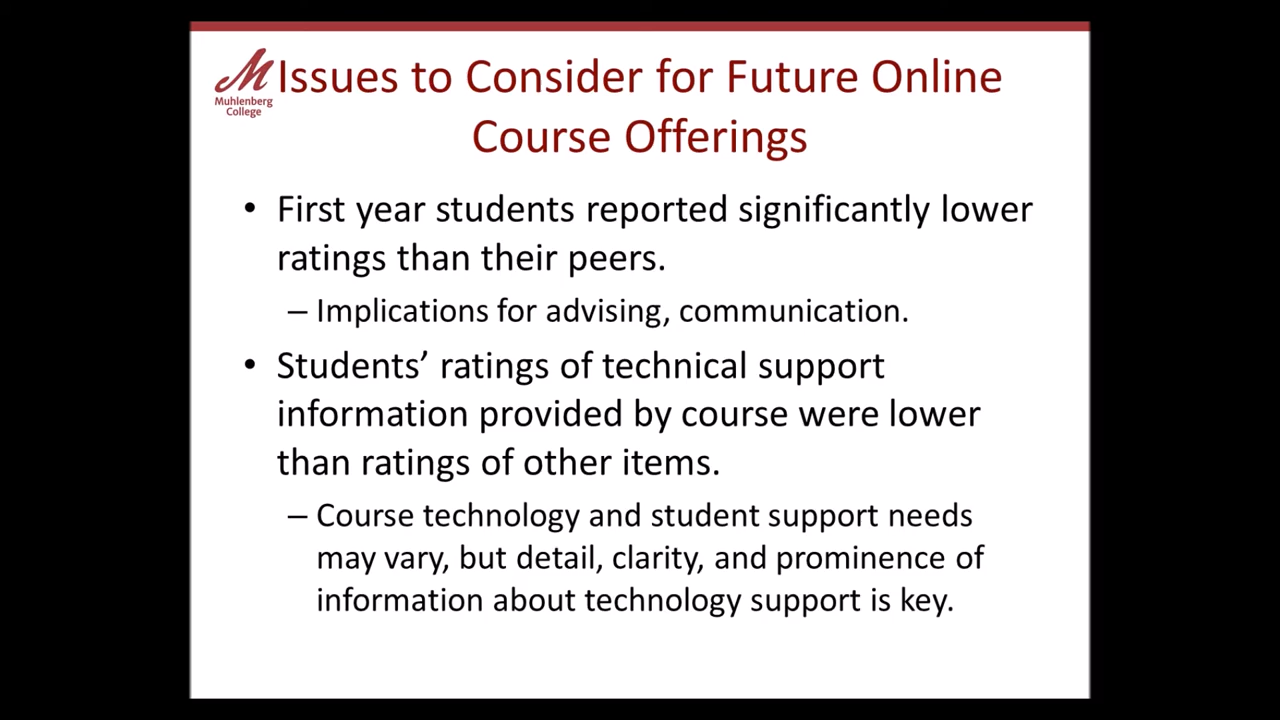 M
Muhlenberg
College
Issues to Consider for Future Online
Course Offerings
• First year students reported significantly lower
ratings than their peers.
– Implications for advising, communication.
• Students’ ratings of technical support
information provided by course were lower
than ratings of other items.
– Course technology and student support needs
may vary, but detail, clarity, and prominence of
information about technology support is key.